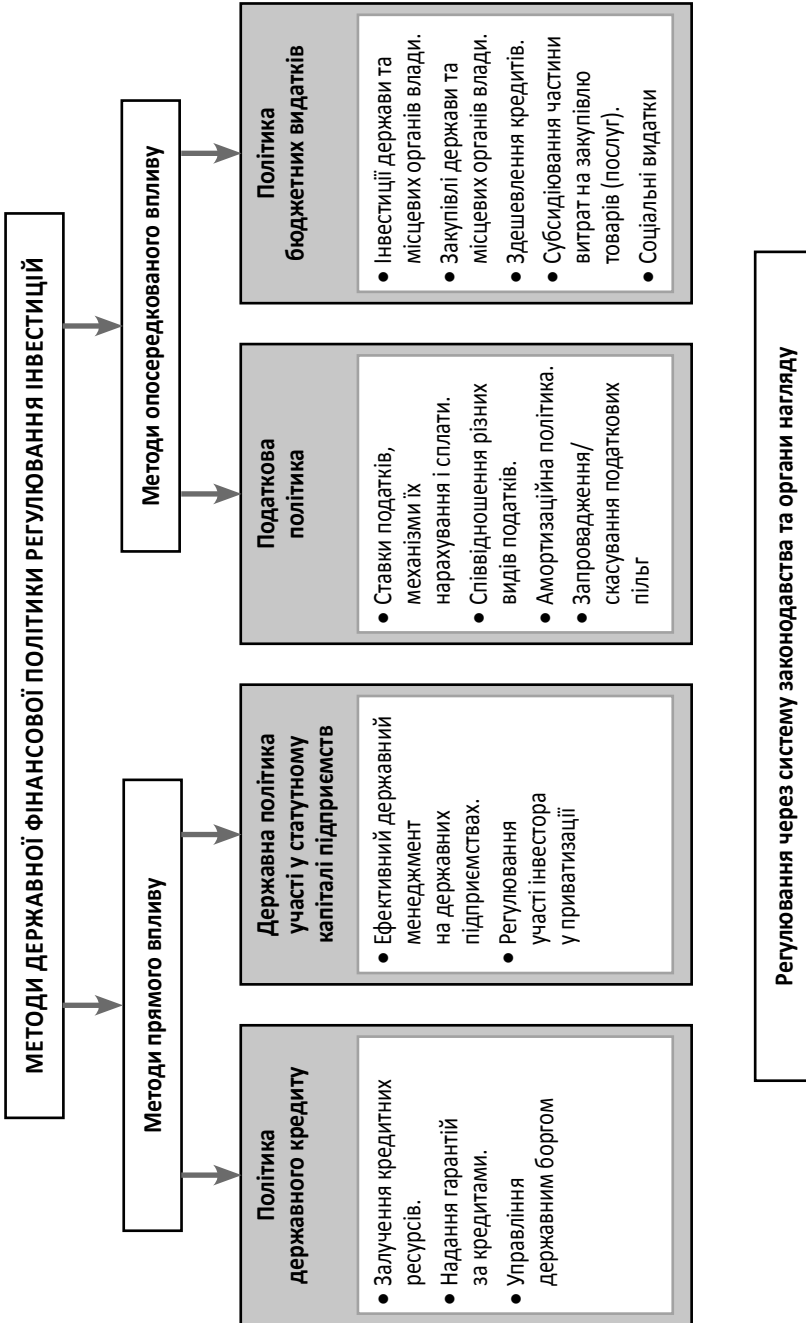 МЕТОДИ ДЕРЖАВНОЇ ФІНАНСОВОЇ ПОЛІТИКИ РЕГУЛЮВАННЯ ІНВЕСТИЦІЙ
Методи прямого впливу
Методи опосередкованого впливу
Політика
державного кредиту
• Залучення кредитних
ресурсів.
• Надання гарантій
за кредитами.
• Управління
державним боргом
Державна політика
участі у статутному
капіталі підприємств
• Ефективний державний
менеджмент
на державних
підприємствах.
• Регулювання
участі інвестора
у приватизації
Податкова
політика
• Ставки податків,
механізми їх
нарахування і сплати.
• Співвідношення різних
видів податків.
• Амортизаційна політика.
• Запровадження/
скасування податкових
пільг
Політика
бюджетних видатків
• Інвестиції держави та
місцевих органів влади.
• Закупівлі держави та
місцевих органів влади.
• Здешевлення кредитів.
• Субсидіювання частини
витрат на закупівлю
товарів (послуг).
• Соціальні видатки
Регулювання через систему законодавства та органи нагляду